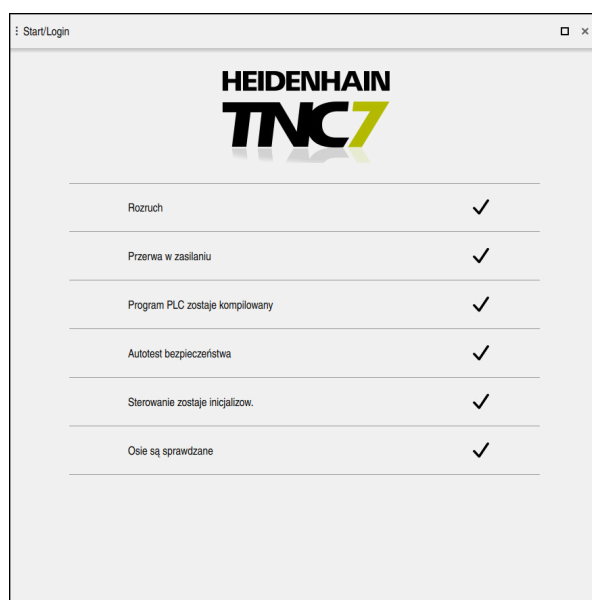 Start/Login
HEIDENHAIN
TNC7
Rozruch
Przerwa w zasilaniu
Program PLC zostaje kompilowany
Autotest bezpieczeństwa
Sterowanie zostaje inicjalizow.
Osie są sprawdzane